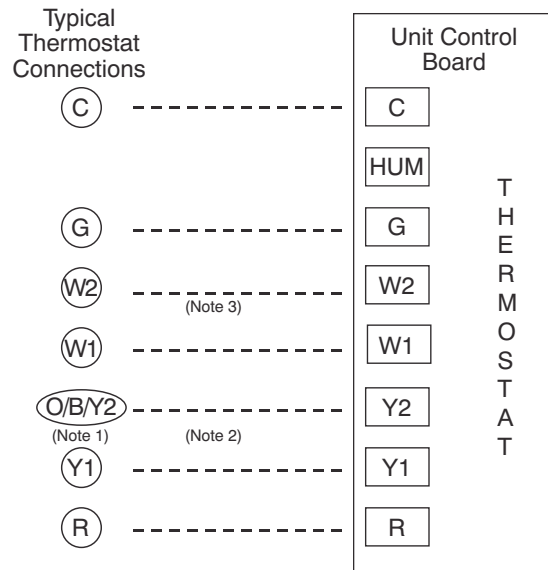 Typical
Thermostat
Connections
Unit Control
Board
C
C
HUM
G
G
W2
(Note 3)
W2
W1
W1
O/B/Y2
(Note 1)
(Note 2)
Y2
Y1
Y1
R
R
THERMOSTAT